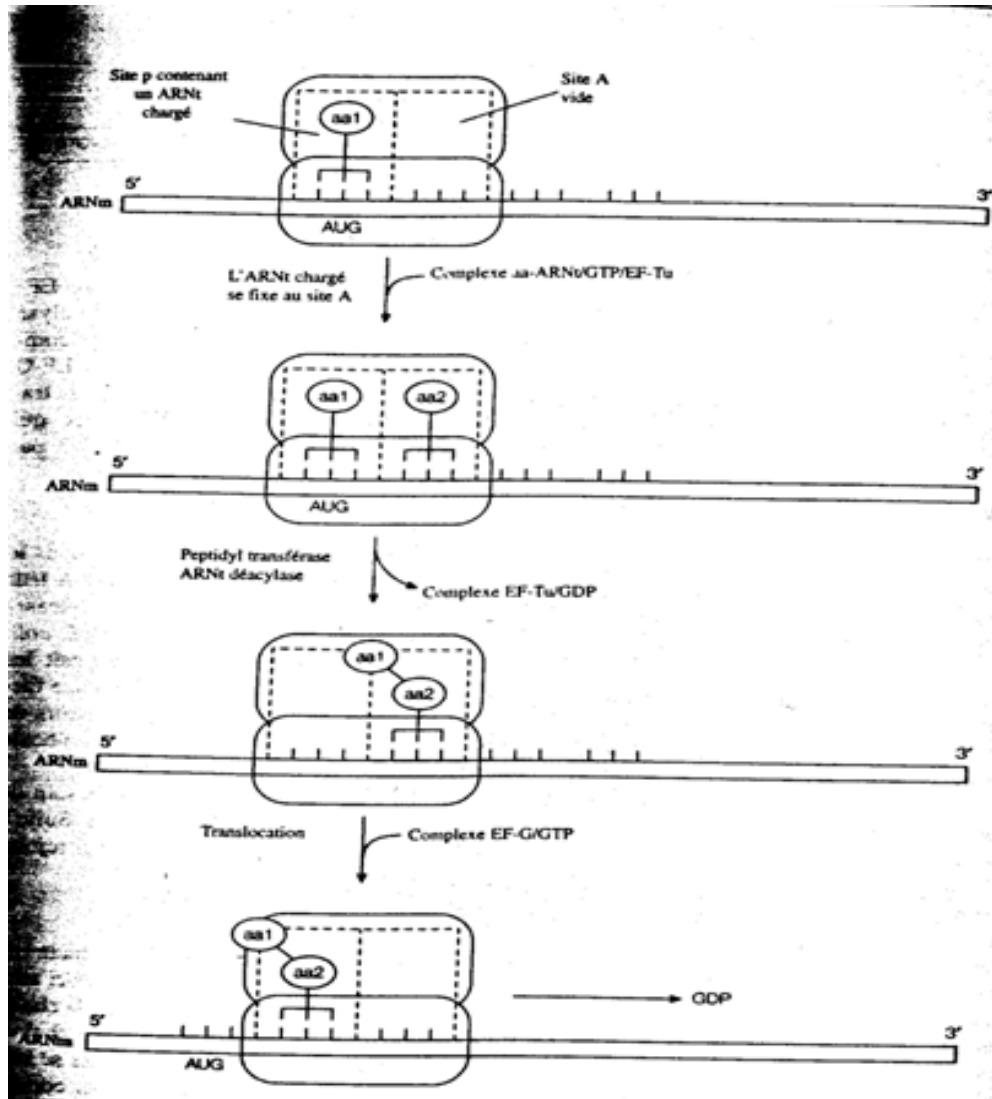 Site p contenant
un ARNt
chargé
Site A
vide
aa1
5'
3'
ARNm
AUG
L'ARNt chargé
se fixe au site A
Complexe aa-ARNt/GTP/EF-Tu
aa1
aa2
5'
3'
ARNm
AUG
Peptidyl transférase
ARNt déacylase
Complexe EF-Tu/GDP
aa1
aa2
5'
3'
ARNm
Translocation
Complexe EF-G/GTP
aa1
aa2
GDP
5'
3'
ARNm
AUG